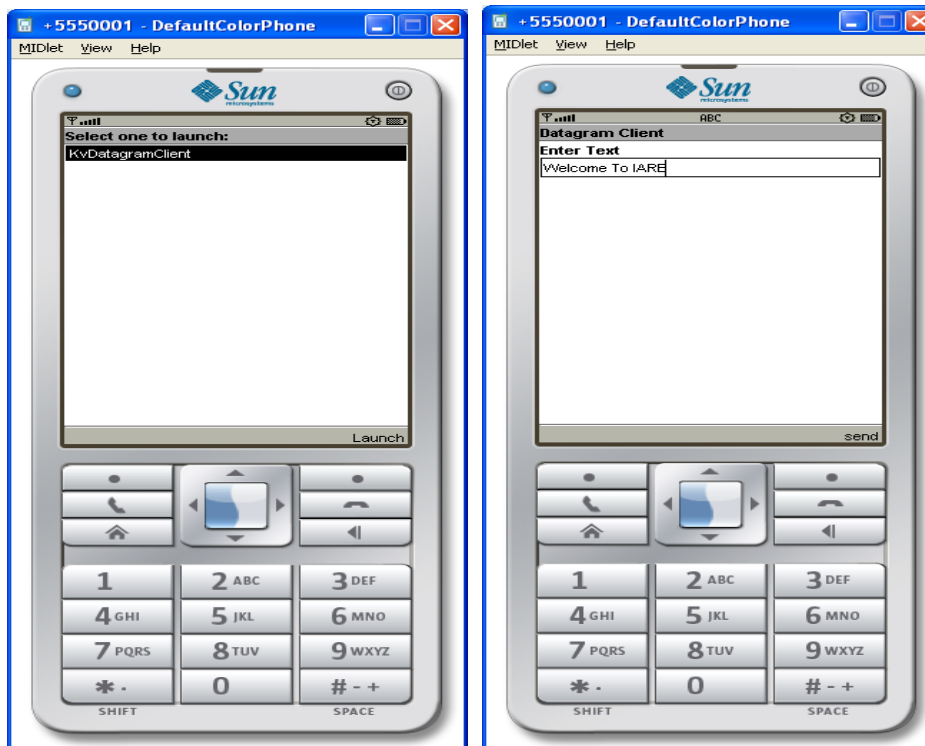 +5550001 - DefaultColorPhone
MIDlet View Help
Sun
microsystems
Select one to launch:
KvDatagramClient
Launch
1
2 ABC
3 DEF
4 GHI
5 JKL
6 MNO
7 PQRS
8 TUV
9 WXYZ
* .
0
# - +
SHIFT
SPACE
+5550001 - DefaultColorPhone
MIDlet View Help
Sun
microsystems
ABC
Datagram Client
Enter Text
Welcome To IARE
send
1
2 ABC
3 DEF
4 GHI
5 JKL
6 MNO
7 PQRS
8 TUV
9 WXYZ
* .
0
# - +
SHIFT
SPACE